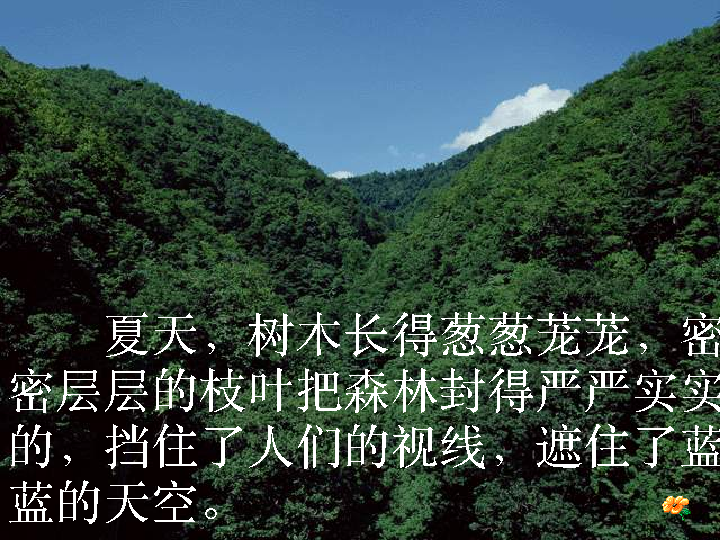 夏天，树木长得葱葱茏茏，密
密层层的枝叶把森林封得严严实实
的，挡住了人们的视线，遮住了蓝
蓝的天空。